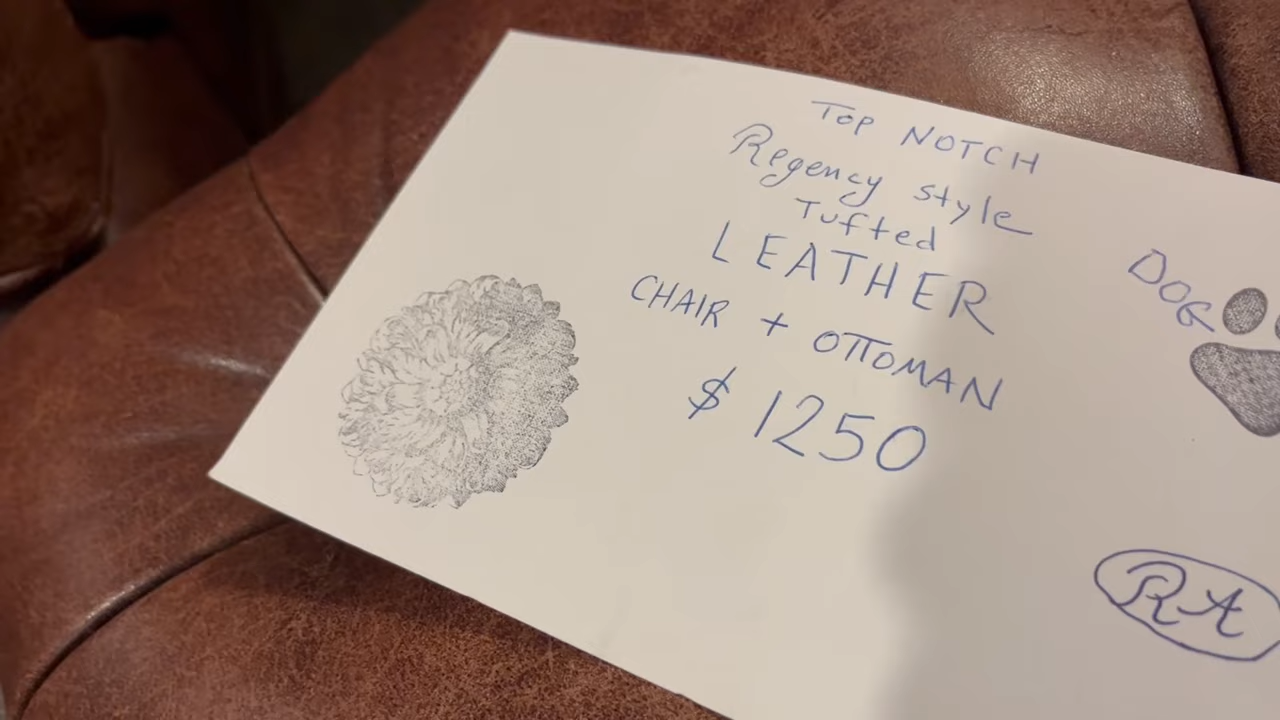 Top NOTCH
Regency style
Tufted
LEATHER
CHAIR + OTTOMAN
$ 1250
DOG
RA